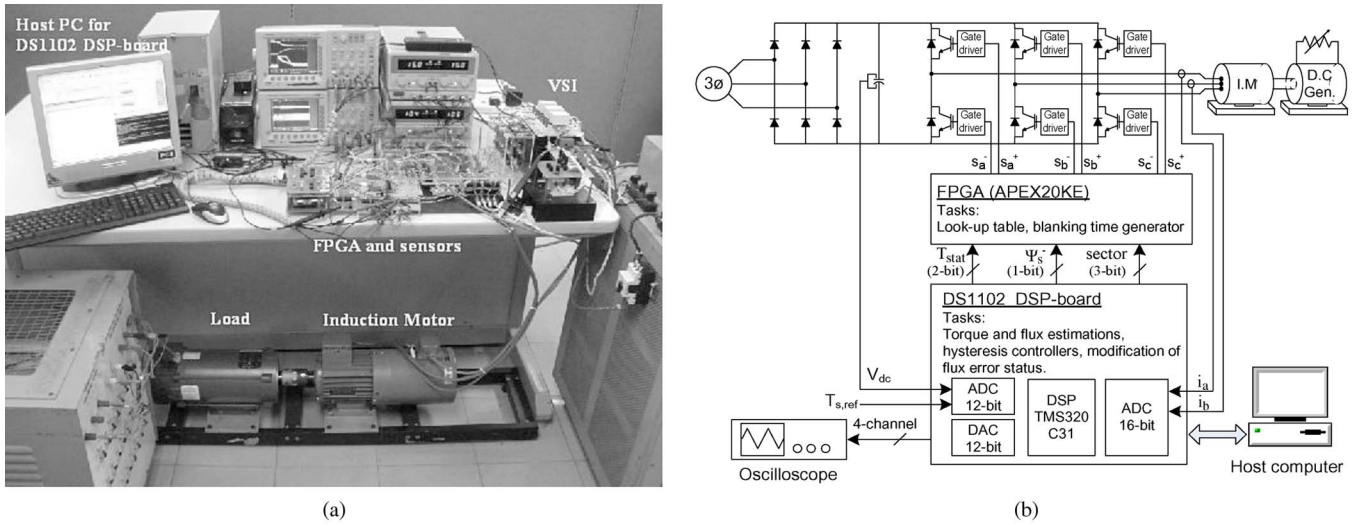 Host PC for
DS1102 DSP-board
VSI
FPGA and sensors
Load
Induction Motor
(a)
3ø
Gate
driver
Gate
driver
Gate
driver
Gate
driver
Gate
driver
Gate
driver
I.M
D.C
Gen.
Sa⁻ Sa⁺ Sb⁻ Sb⁺ Sc⁻ Sc⁺
FPGA (APEX20KE)
Tasks:
Look-up table, blanking time generator
Tstat Ψs⁻ sector
(2-bit) (1-bit) (3-bit)
DS1102 DSP-board
Tasks:
Torque and flux estimations,
hysteresis controllers, modification of
flux error status.
Vdc
Ts,ref
ADC
12-bit
DAC
12-bit
DSP
TMS320
C31
ADC
16-bit
ia
ib
4-channel
Oscilloscope
Host computer
(b)